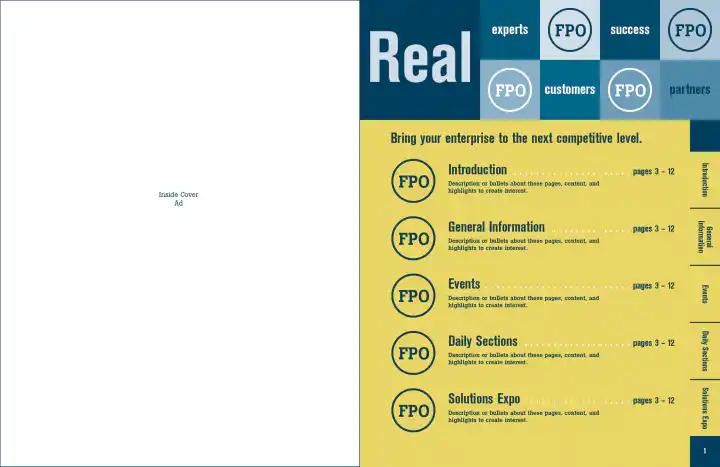 Inside Cover
Ad
Real
experts
FPO
success
FPO
FPO
customers
FPO
partners
Bring your enterprise to the next competitive level.
FPO
Introduction . . . . . . . . . . . . . . . . . . . . pages 3 – 12
Description or bullets about these pages, content, and
highlights to create interest.
FPO
General Information . . . . . . . . . . . . . . pages 3 – 12
Description or bullets about these pages, content, and
highlights to create interest.
FPO
Events . . . . . . . . . . . . . . . . . . . . . . . . pages 3 – 12
Description or bullets about these pages, content, and
highlights to create interest.
FPO
Daily Sections . . . . . . . . . . . . . . . . . . pages 3 – 12
Description or bullets about these pages, content, and
highlights to create interest.
FPO
Solutions Expo . . . . . . . . . . . . . . . . . . pages 3 – 12
Description or bullets about these pages, content, and
highlights to create interest.
Introduction
General
Information
Events
Daily Sections
Solutions Expo
1